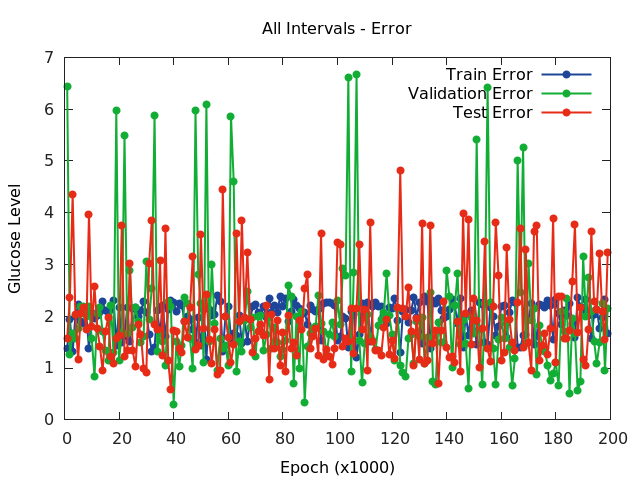 All Intervals - Error
Train Error
Validation Error
Test Error
Glucose Level
7
6
5
4
3
2
1
0
0 20 40 60 80 100 120 140 160 180 200
Epoch (x1000)